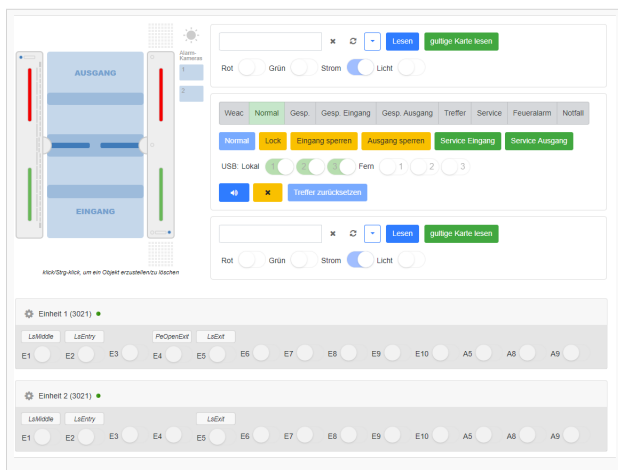 Alarm-
Kameras
1
2
AUSGANG
EINGANG
klick/Strg-klick, um ein Objekt erzustellen/zu löschen
Lesen gultige Karte lesen
Rot Grün Strom Licht
Weac Normal Gesp. Gesp. Eingang Gesp. Ausgang Treffer Service Feueralarm Notfall
Normal Lock Eingang sperren Ausgang sperren Service Eingang Service Ausgang
USB: Lokal 1 2 3 Fern 1 2 3
Treffer zurücksetzen
Lesen gultige Karte lesen
Rot Grün Strom Licht
Einheit 1 (3021)
LsMiddle LsEntry PeOpenExit LsExit
E1 E2 E3 E4 E5 E6 E7 E8 E9 E10 A5 A8 A9
Einheit 2 (3021)
LsMiddle LsEntry LsExit
E1 E2 E3 E4 E5 E6 E7 E8 E9 E10 A5 A8 A9